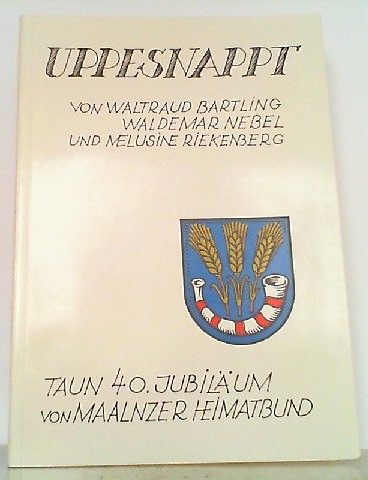 UPPESNAPPT
VON WALTRAUD BARTLING
WALDEMAR NEBEL
UND MELUSINE RIEKENBERG
TAUN 40. JUBILÄUM
VON MAALNZER HEIMATBUND